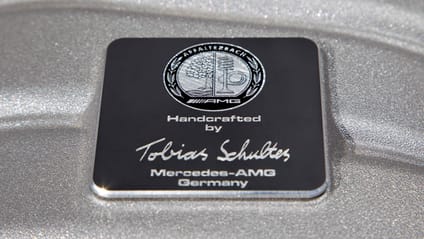 AFFALTERBACH
AMG
Handcrafted
by
Tobias Schultes
Mercedes-AMG
Germany